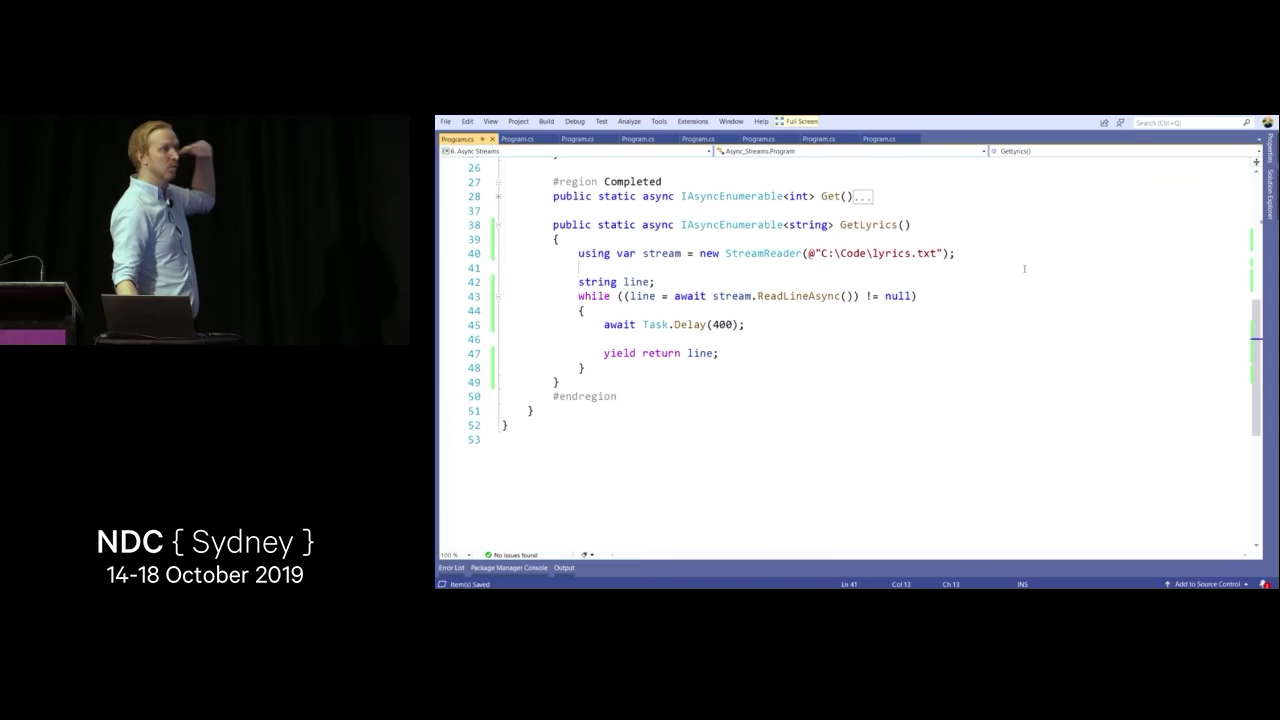 File Edit View Project Build Debug Test Analyze Tools Extensions Window Help Full Screen Search (Ctrl+Q)
Program.cs Program.cs Program.cs Program.cs Program.cs Program.cs Program.cs Program.cs
6. Async Streams Async_Streams.Program GetLyrics()
26
27 #region Completed
28 public static async IAsyncEnumerable<int> Get()...
37
38 public static async IAsyncEnumerable<string> GetLyrics()
39 {
40 using var stream = new StreamReader(@"C:\Code\lyrics.txt");
41
42 string line;
43 while ((line = await stream.ReadLineAsync()) != null)
44 {
45 await Task.Delay(400);
46
47 yield return line;
48 }
49 }
50 #endregion
51 }
52 }
53
100 % No issues found
Error List Package Manager Console Output
Item(s) Saved Ln 41 Col 13 Ch 13 INS Add to Source Control
Properties
Solution Explorer
NDC { Sydney }
14-18 October 2019